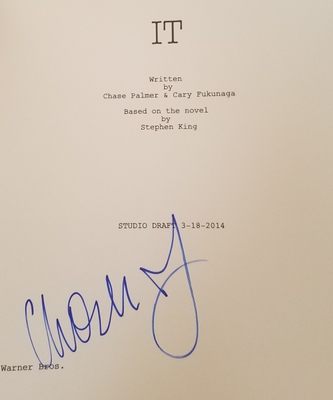 IT
Written
by
Chase Palmer & Cary Fukunaga
Based on the novel
by
Stephen King
STUDIO DRAFT 3-18-2014
Warner Bros.